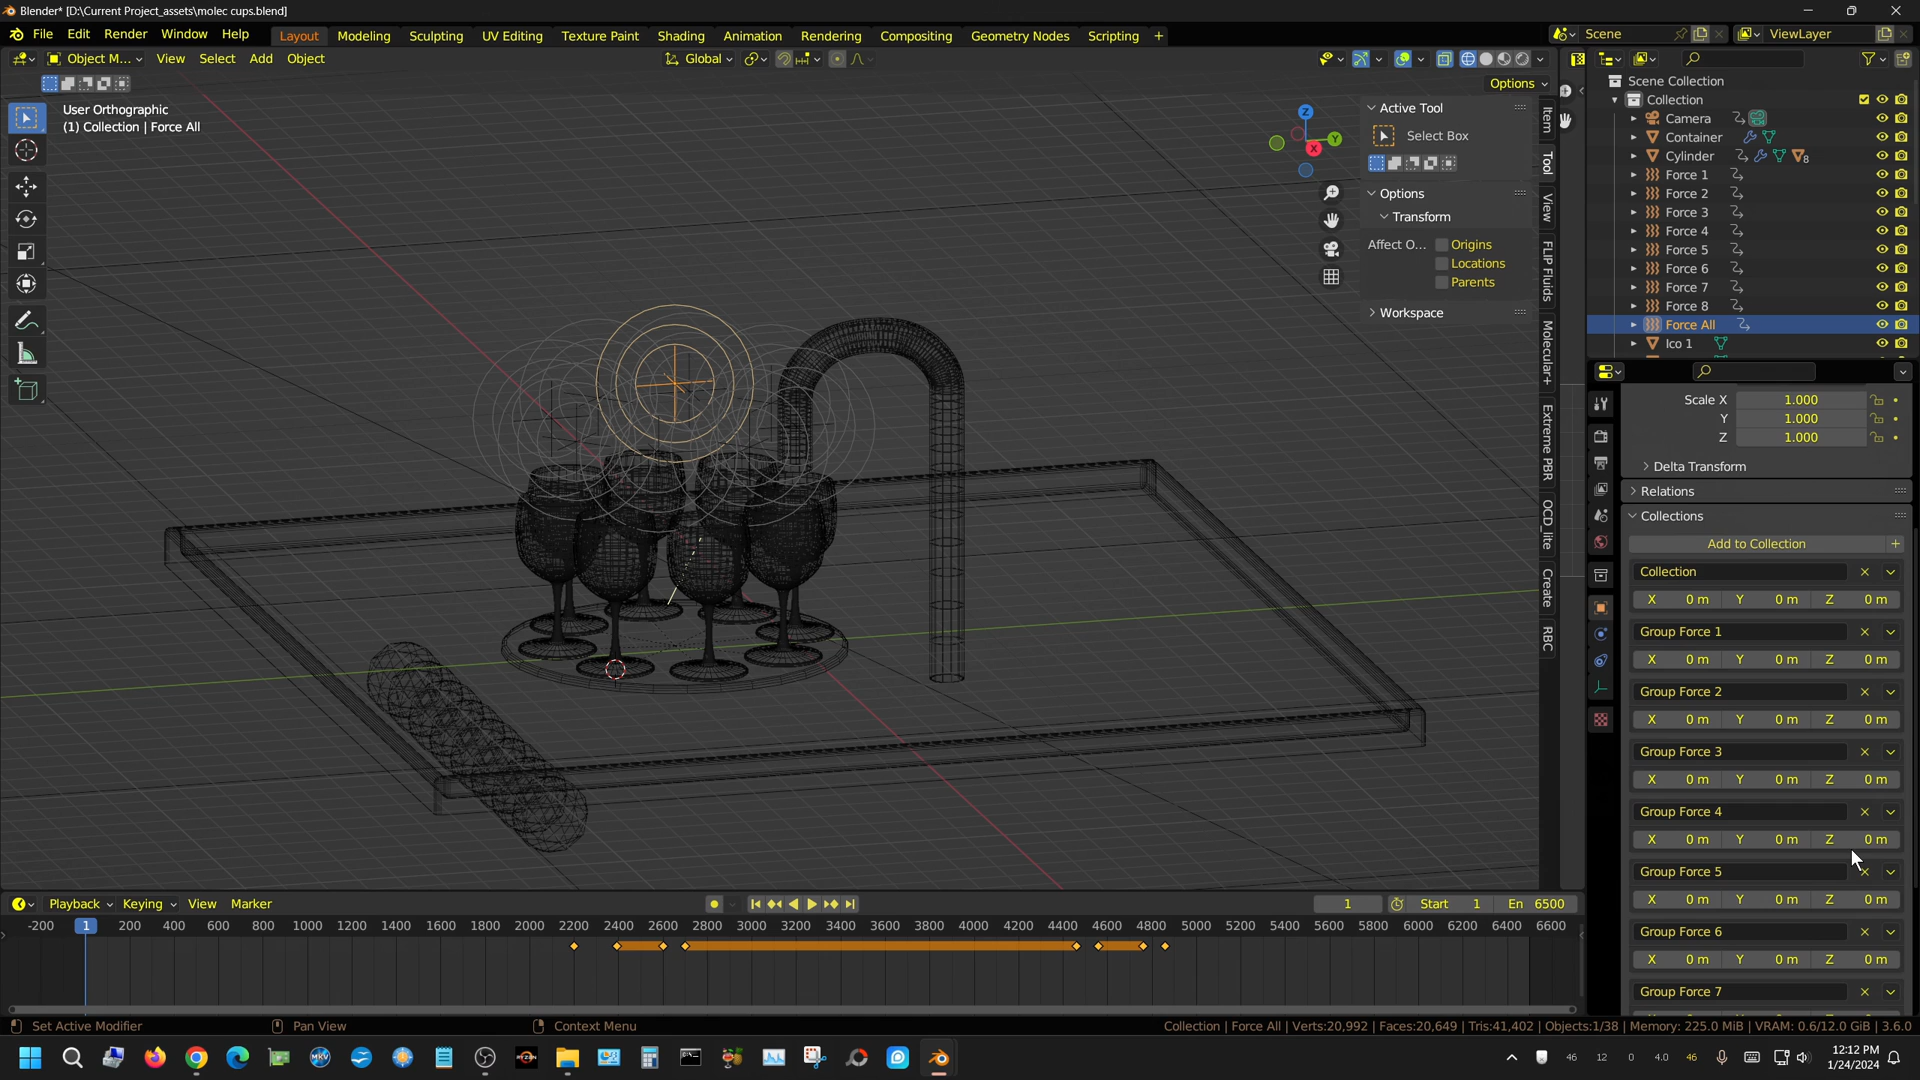 Blender* [D:\Current Project_assets\molec cups.blend]
File Edit Render Window Help Layout Modeling Sculpting UV Editing Texture Paint Shading Animation Rendering Compositing Geometry Nodes Scripting + Scene ViewLayer
Object M... View Select Add Object Global
Options
User Orthographic
(1) Collection | Force All
Z
Y
X
Active Tool
Select Box
Options
Transform
Affect O... Origins
Locations
Parents
Workspace
Item
Tool
View
FLIP Fluids
Molecular+
Extreme PBR
OCD_lite
Create
RBC
Scene Collection
Collection
Camera
Container
Cylinder 8
Force 1
Force 2
Force 3
Force 4
Force 5
Force 6
Force 7
Force 8
Force All
Ico 1
Scale X 1.000
Y 1.000
Z 1.000
Delta Transform
Relations
Collections
Add to Collection +
Collection
X 0 m Y 0 m Z 0 m
Group Force 1
X 0 m Y 0 m Z 0 m
Group Force 2
X 0 m Y 0 m Z 0 m
Group Force 3
X 0 m Y 0 m Z 0 m
Group Force 4
X 0 m Y 0 m Z 0 m
Group Force 5
X 0 m Y 0 m Z 0 m
Group Force 6
X 0 m Y 0 m Z 0 m
Group Force 7
Playback Keying View Marker 1 Start 1 En 6500
-200 1 200 400 600 800 1000 1200 1400 1600 1800 2000 2200 2400 2600 2800 3000 3200 3400 3600 3800 4000 4200 4400 4600 4800 5000 5200 5400 5600 5800 6000 6200 6400 6600
Set Active Modifier Pan View Context Menu Collection | Force All | Verts:20,992 | Faces:20,649 | Tris:41,402 | Objects:1/38 | Memory: 225.0 MiB | VRAM: 0.6/12.0 GiB | 3.6.0
MKV RYZEN 46 12 0 4.0 46 12:12 PM
1/24/2024